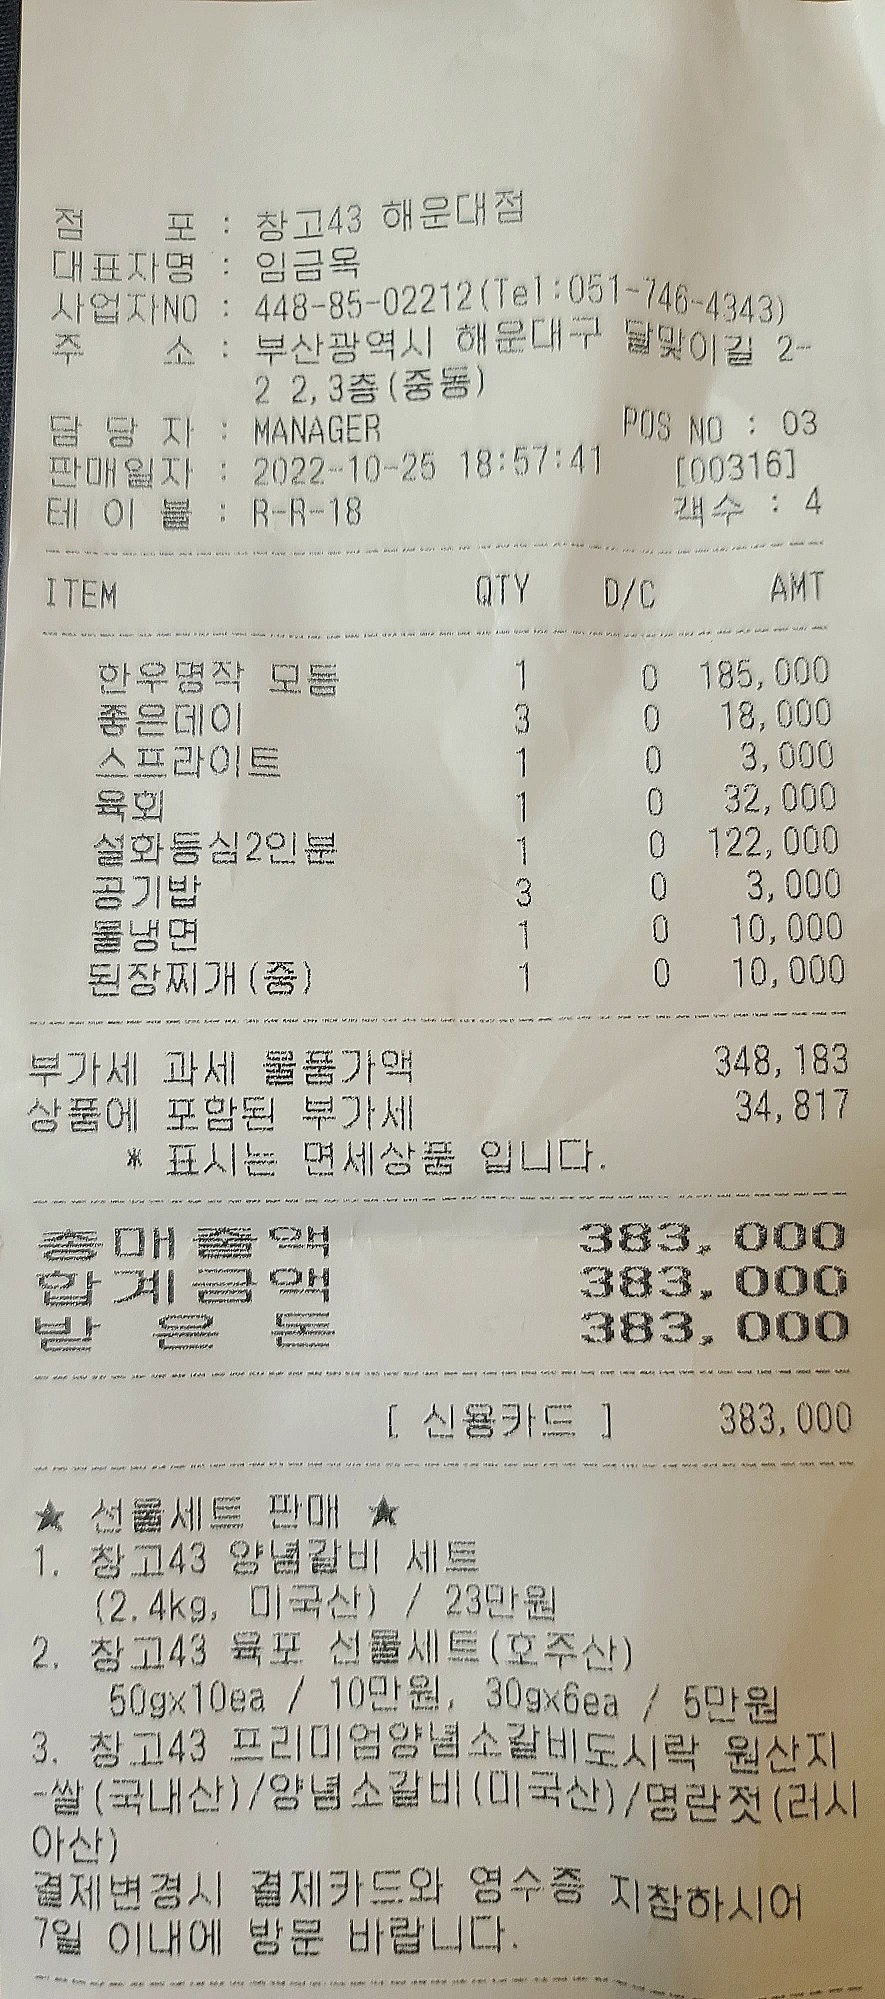 점 포 : 창고43 해운대점
대표자명 : 임금옥
사업자NO : 448-85-02212(Tel:051-746-4343)
주 소 : 부산광역시 해운대구 달맞이길 2-
2 2,3층(중동)
담 당 자 : MANAGER POS NO : 03
판매일자 : 2022-10-25 18:57:41 [00316]
테 이 블 : R-R-18 객수 : 4
ITEM QTY D/C AMT
한우명작 모듬 1 0 185,000
좋은데이 3 0 18,000
스프라이트 1 0 3,000
육회 1 0 32,000
설화등심2인분 1 0 122,000
공기밥 3 0 3,000
물냉면 1 0 10,000
된장찌개(중) 1 0 10,000
부가세 과세 물품가액 348,183
상품에 포함된 부가세 34,817
* 표시는 면세상품 입니다.
총매출액 383,000
합계금액 383,000
받 은 돈 383,000
[ 신용카드 ] 383,000
★ 선물세트 판매 ★
1. 창고43 양념갈비 세트
(2.4kg, 미국산) / 23만원
2. 창고43 육포 선물세트(호주산)
50gx10ea / 10만원, 30gx6ea / 5만원
3. 창고43 프리미엄양념소갈비도시락 원산지
-쌀(국내산)/양념소갈비(미국산)/명란젓(러시
아산)
결제변경시 결제카드와 영수증 지참하시어
7일 이내에 방문 바랍니다.